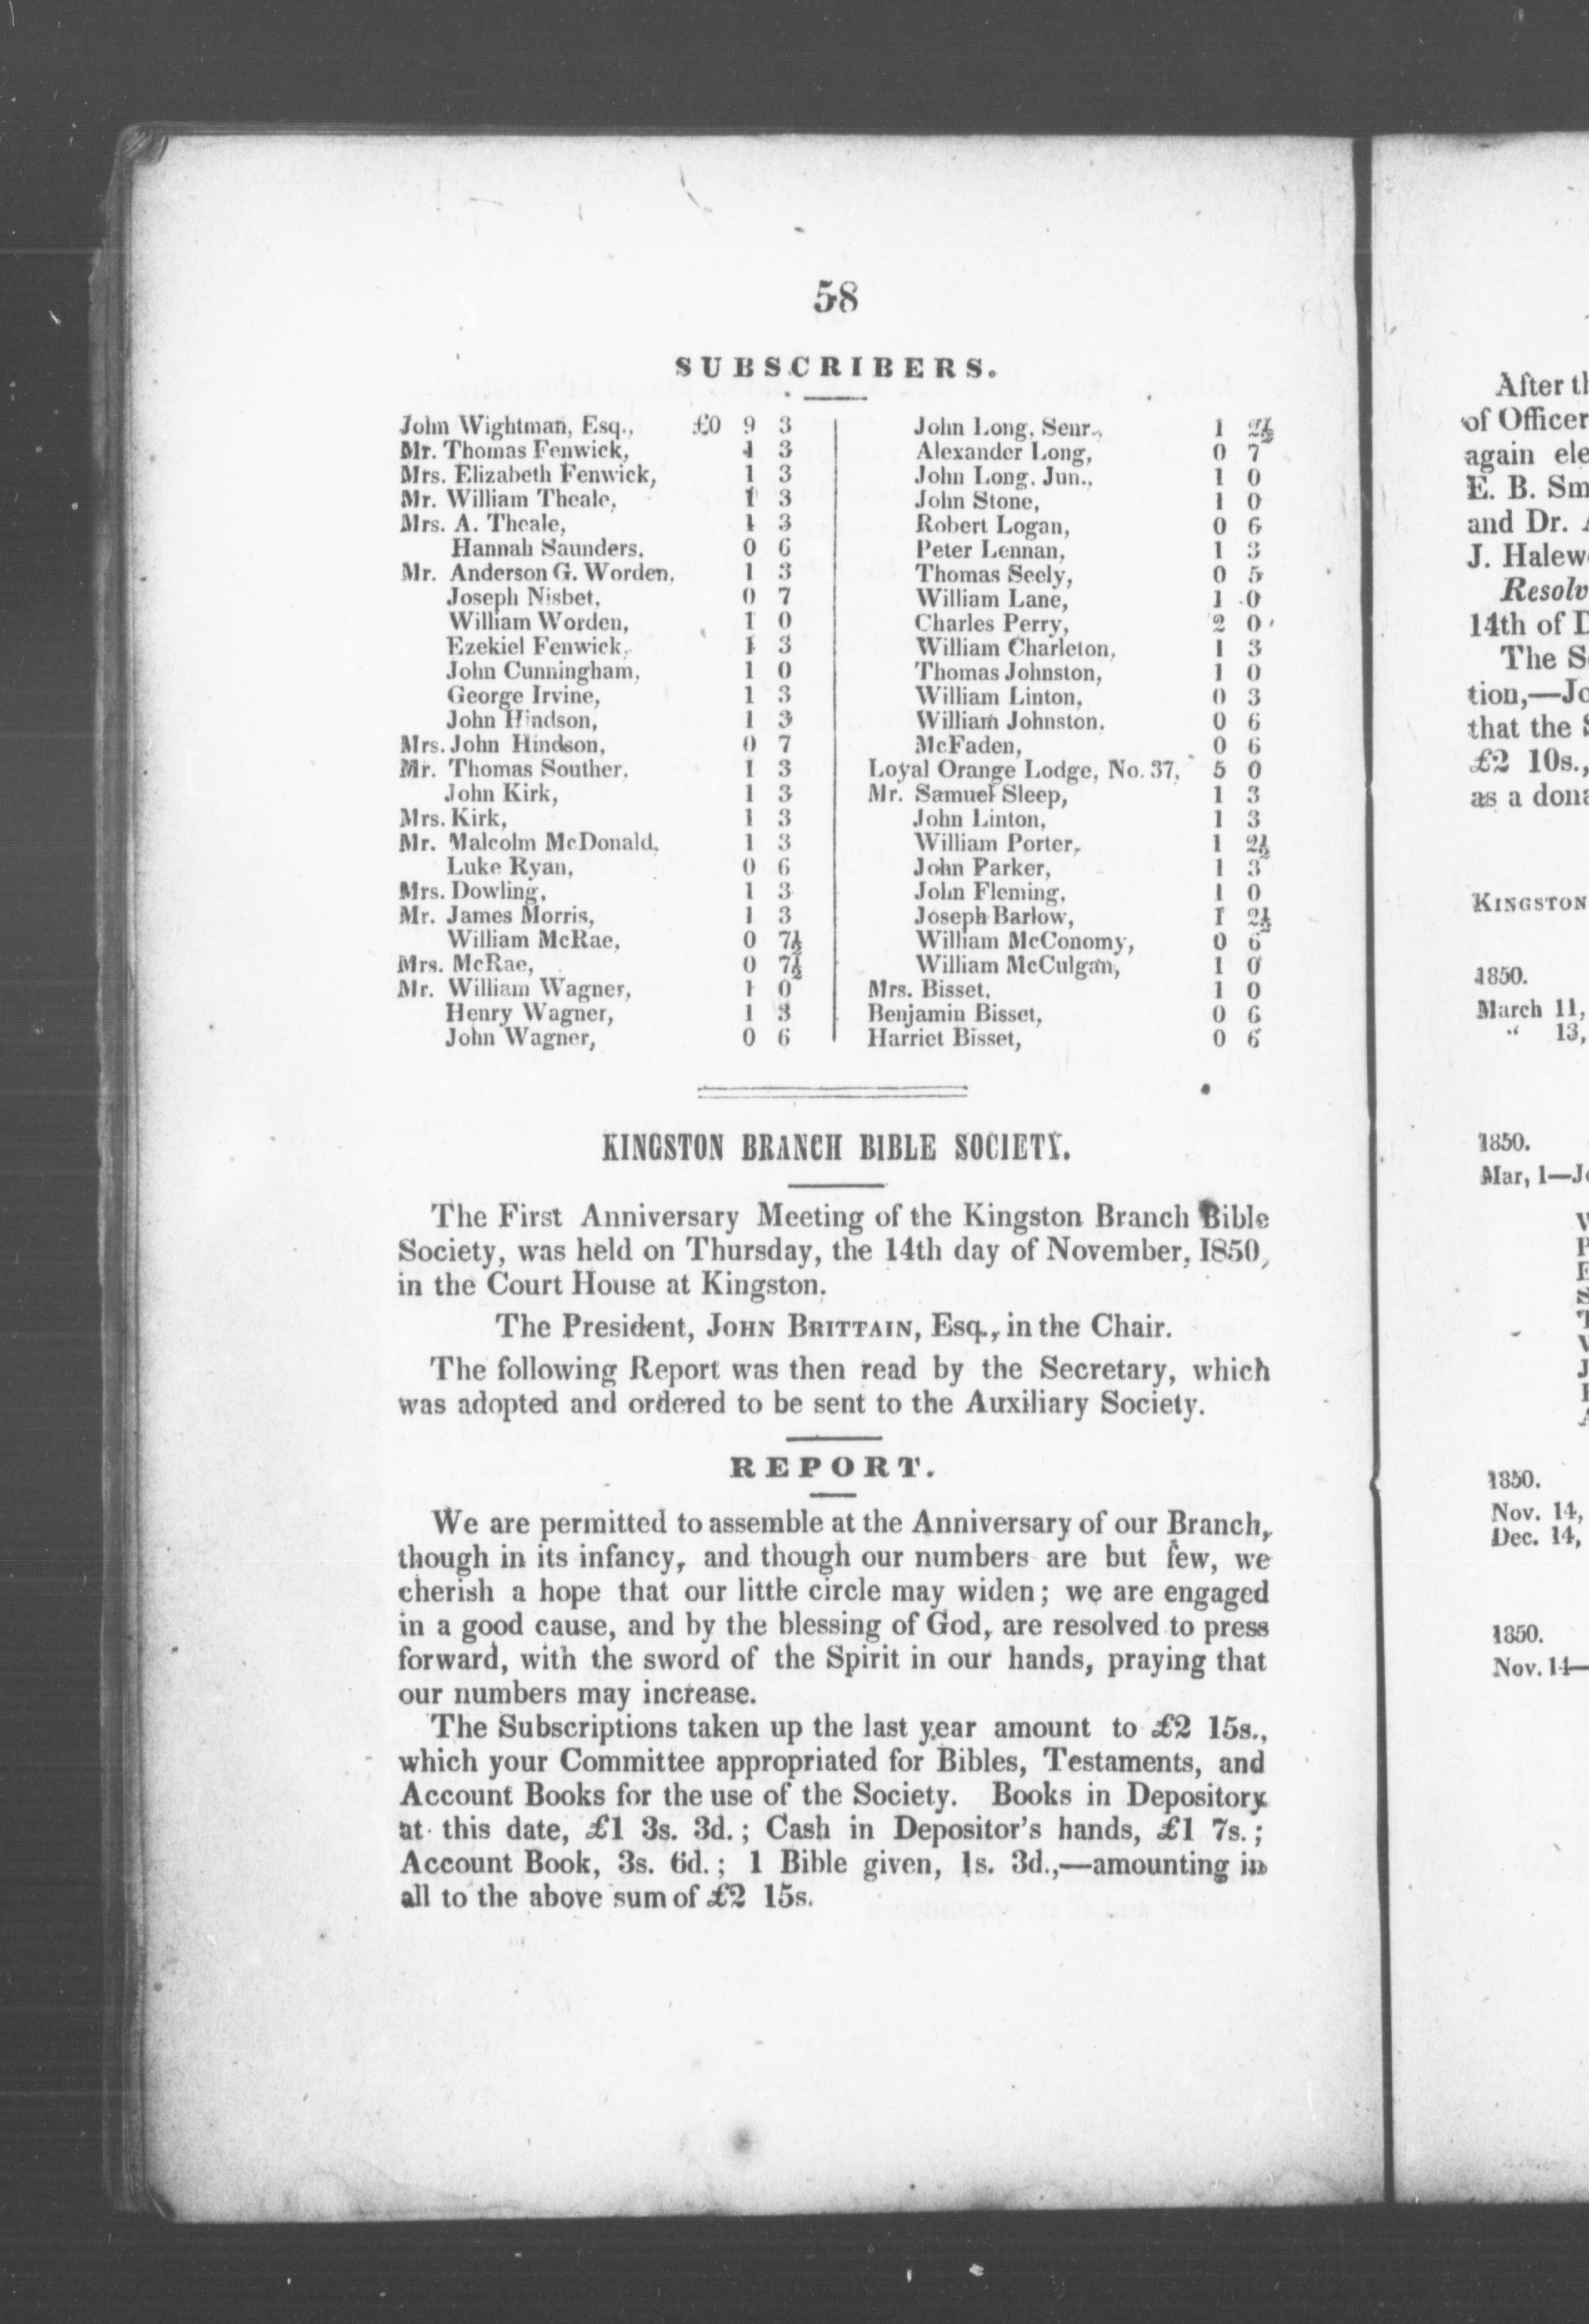 58
SUBSCRIBERS.
John Wightman, Esq., £0 9 3
Mr. Thomas Fenwick, 1 3
Mrs. Elizabeth Fenwick, 1 3
Mr. William Theale, 1 3
Mrs. A. Theale, 1 3
Hannah Saunders. 0 6
Mr. Anderson G. Worden, 1 3
Joseph Nisbet, 0 7
William Worden, 1 0
Ezekiel Fenwick, 1 3
John Cunningham, 1 0
George Irvine, 1 3
John Hindson, 1 3
Mrs. John Hindson, 0 7
Mr. Thomas Souther, 1 3
John Kirk, 1 3
Mrs. Kirk, 1 3
Mr. Malcolm McDonald, 1 3
Luke Ryan, 0 6
Mrs. Dowling, 1 3
Mr. James Morris, 1 3
William McRae, 0 7½
Mrs. McRae, 0 7½
Mr. William Wagner, 1 0
Henry Wagner, 1 3
John Wagner, 0 6
John Long, Senr., 1 2½
Alexander Long, 0 7
John Long, Jun., 1 0
John Stone, 1 0
Robert Logan, 0 6
Peter Lennan, 1 3
Thomas Seely, 0 5
William Lane, 1 0
Charles Perry, 2 0
William Charleton, 1 3
Thomas Johnston, 1 0
William Linton, 0 3
William Johnston, 0 6
McFaden, 0 6
Loyal Orange Lodge, No. 37, 5 0
Mr. Samuel Sleep, 1 3
John Linton, 1 3
William Porter, 1 2½
John Parker, 1 3
John Fleming, 1 0
Joseph Barlow, 1 2½
William McConomy, 0 6
William McCulgan, 1 0
Mrs. Bisset, 1 0
Benjamin Bisset, 0 6
Harriet Bisset, 0 6
KINGSTON BRANCH BIBLE SOCIETY.
The First Anniversary Meeting of the Kingston Branch Bible
Society, was held on Thursday, the 14th day of November, 1850,
in the Court House at Kingston.
The President, JOHN BRITTAIN, Esq., in the Chair.
The following Report was then read by the Secretary, which
was adopted and ordered to be sent to the Auxiliary Society.
REPORT.
We are permitted to assemble at the Anniversary of our Branch,
though in its infancy, and though our numbers are but few, we
cherish a hope that our little circle may widen; we are engaged
in a good cause, and by the blessing of God, are resolved to press
forward, with the sword of the Spirit in our hands, praying that
our numbers may increase.
The Subscriptions taken up the last year amount to £2 15s.,
which your Committee appropriated for Bibles, Testaments, and
Account Books for the use of the Society. Books in Depository
at this date, £1 3s. 3d.; Cash in Depositor's hands, £1 7s.;
Account Book, 3s. 6d.; 1 Bible given, 1s. 3d.,—amounting in
all to the above sum of £2 15s.
After
of Officer
again
E. B.
and Dr.
J.
14th of
The
that the
£2 10s.,
as a
KINGSTON
1850.
March 11,
" 13,
1850.
Mar, 1—
1850.
Nov. 14,
Dec. 14,
1850.
Nov. 14—